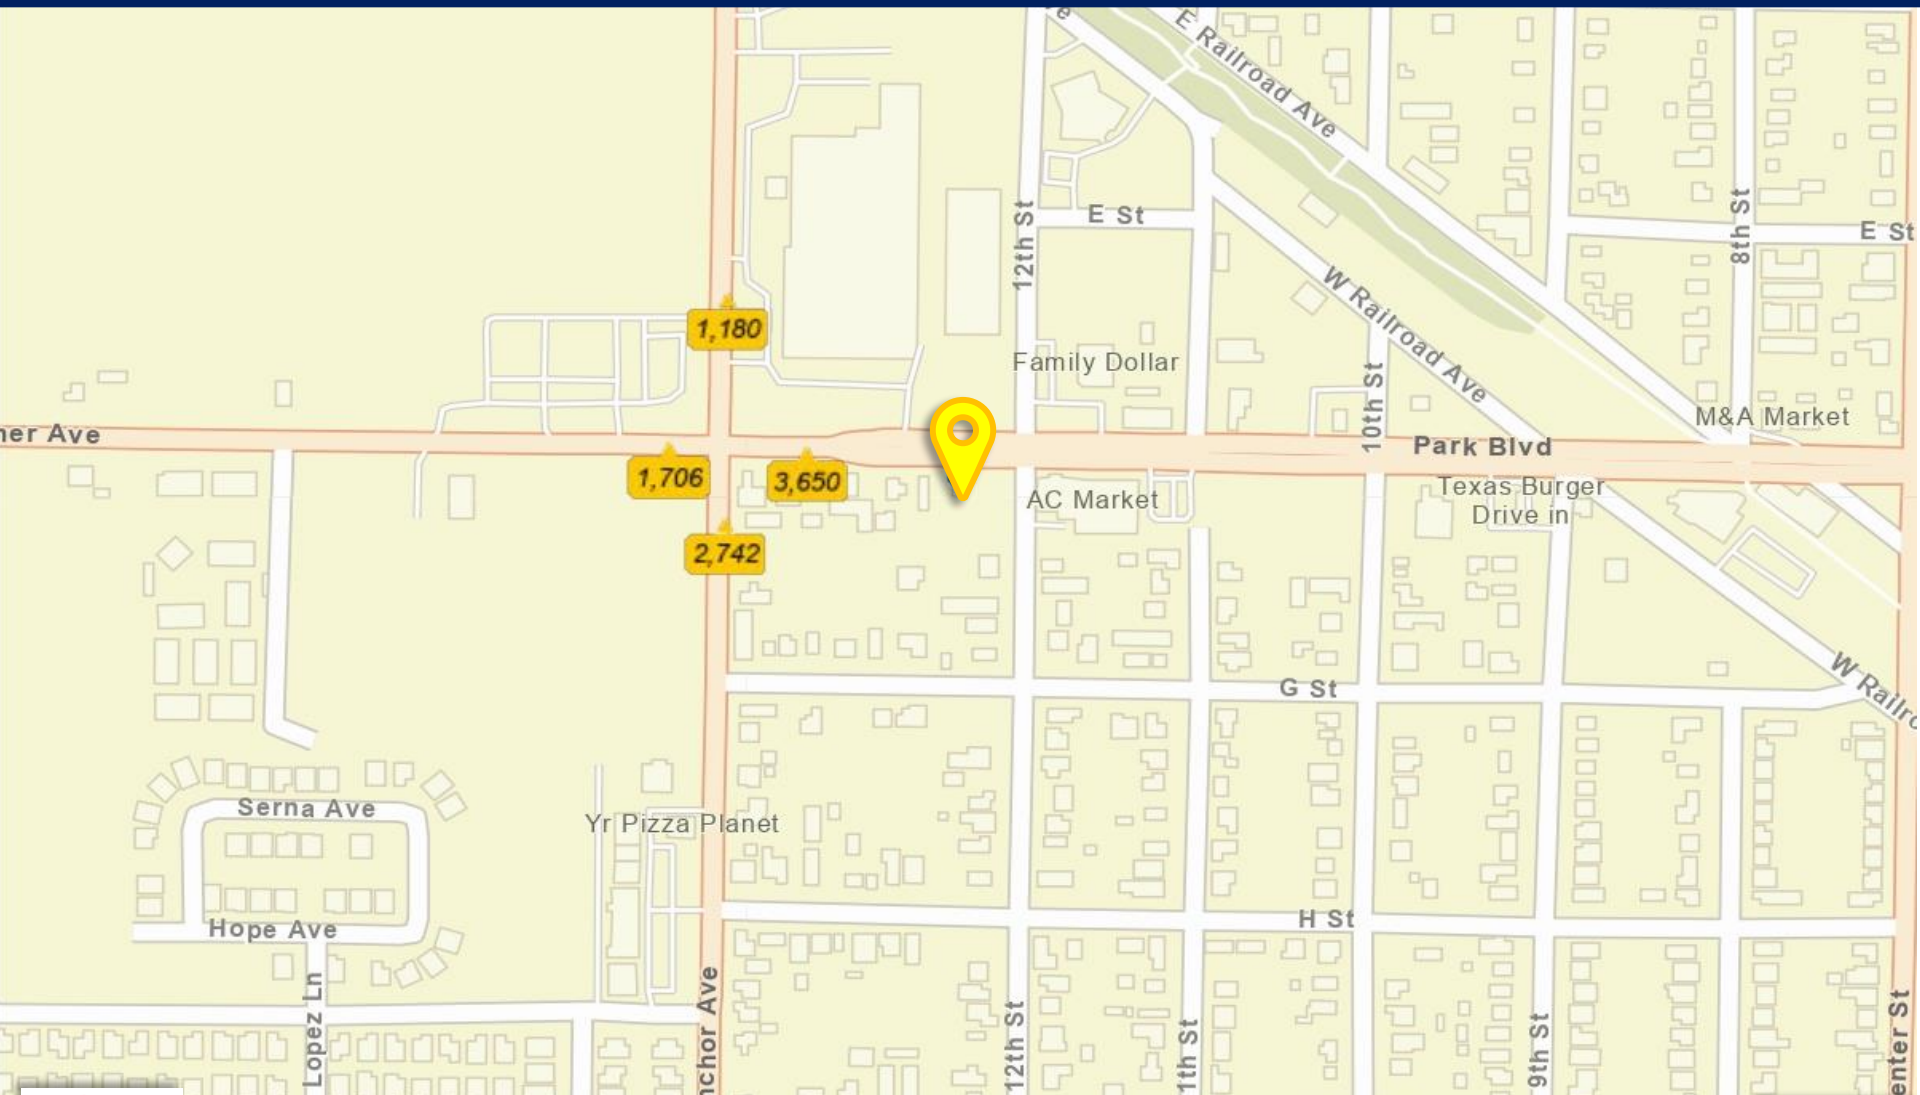 e
E Railroad Ave
12th St
E St
8th St
E St
1,180
W Railroad Ave
Family Dollar
10th St
M&A Market
ner Ave
Park Blvd
1,706
3,650
AC Market
Texas Burger
Drive in
2,742
G St
W Railro
Serna Ave
Yr Pizza Planet
Hope Ave
H St
Lopez Ln
nchor Ave
12th St
1th St
9th St
enter St